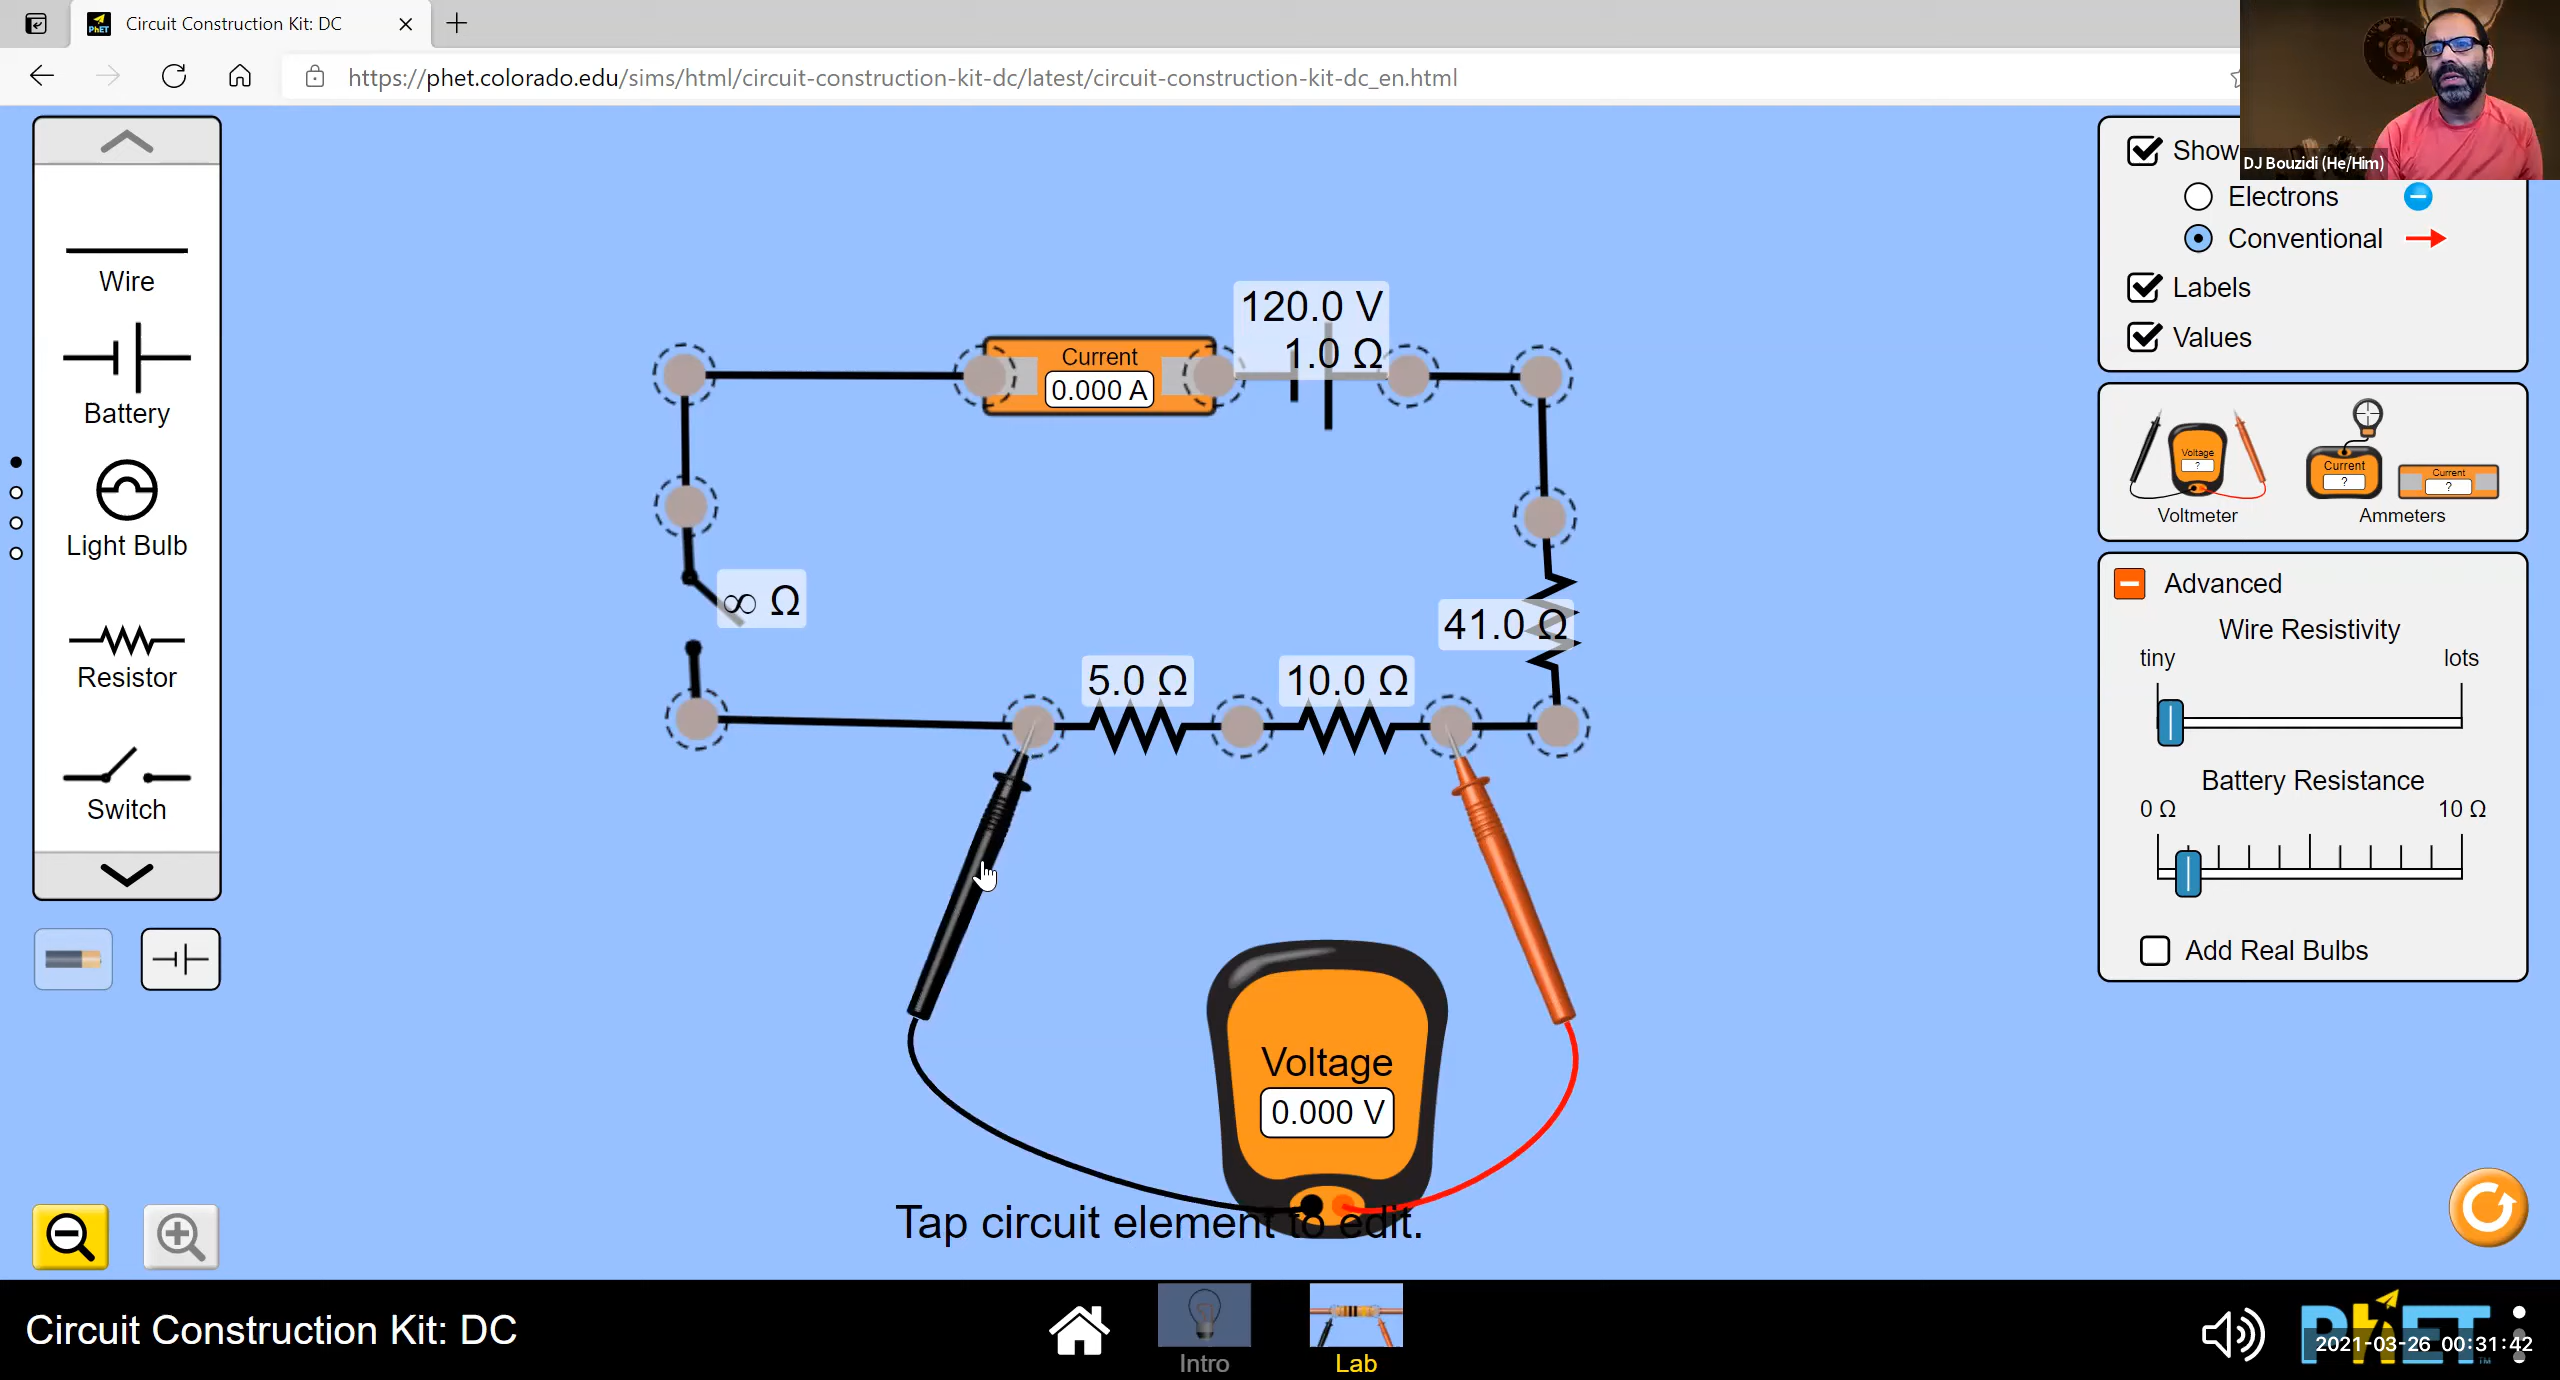 Circuit Construction Kit: DC
https://phet.colorado.edu/sims/html/circuit-construction-kit-dc/latest/circuit-construction-kit-dc_en.html
DJ Bouzidi (He/Him)
Wire
Battery
Light Bulb
Resistor
Switch
Current
0.000 A
120.0 V
1.0 Ω
∞ Ω
41.0 Ω
5.0 Ω
10.0 Ω
Voltage
0.000 V
Tap circuit element to edit.
Show
Electrons
Conventional
Labels
Values
Voltage
?
Current
?
Current
?
Voltmeter
Ammeters
Advanced
Wire Resistivity
tiny
lots
Battery Resistance
0 Ω
10 Ω
Add Real Bulbs
Circuit Construction Kit: DC
Intro
Lab
PhET
2021-03-26 00:31:42